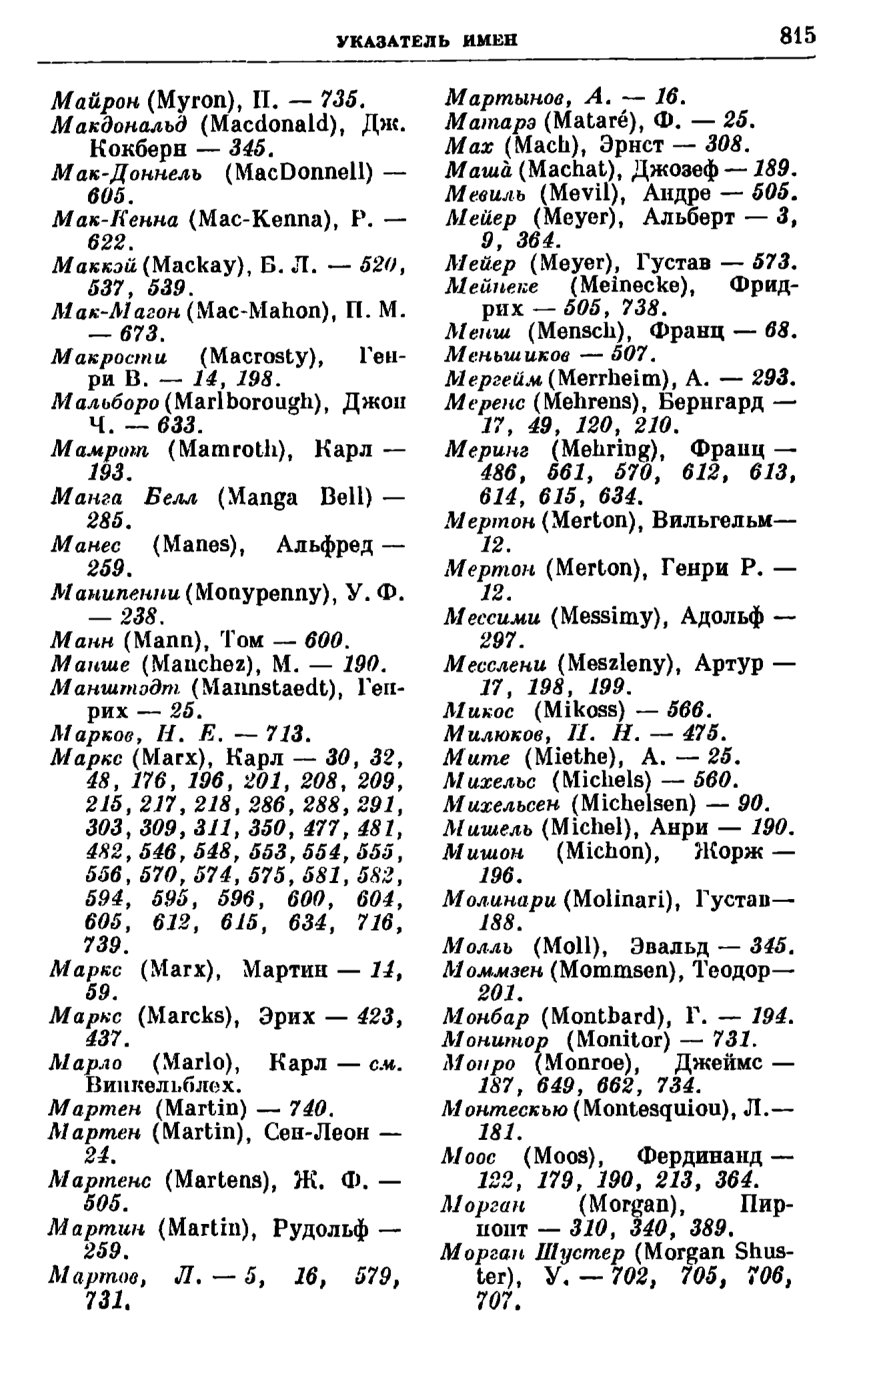 УКАЗАТЕЛЬ ИМЕН
815
Майрон (Myron), П. — 735.
Макдональд (Macdonald), Дж.
Кокберн — 345.
Мак-Доннель (MacDonnell) —
605.
Мак-Кенна (Mac-Kenna), Р. —
622.
Маккэй (Mackay), Б. Л. — 520,
537, 539.
Мак-Магон (Mac-Mahon), П. М.
— 673.
Макрости (Macrosty), Ген-
ри В. — 14, 198.
Мальборо (Marlborough), Джон
Ч. — 633.
Мамрот (Mamroth), Карл —
193.
Манга Белл (Manga Bell) —
285.
Манес (Manes), Альфред —
259.
Манипенни (Monypenny), У. Ф.
— 238.
Манн (Mann), Том — 600.
Манше (Manchez), М. — 190.
Манштэдт (Mannstaedt), Ген-
рих — 25.
Марков, Н. Е. — 713.
Маркс (Marx), Карл — 30, 32,
48, 176, 196, 201, 208, 209,
215, 217, 218, 286, 288, 291,
303, 309, 311, 350, 477, 481,
482, 546, 548, 553, 554, 555,
556, 570, 574, 575, 581, 582,
594, 595, 596, 600, 604,
605, 612, 615, 634, 716,
739.
Маркс (Marx), Мартин — 14,
59.
Маркс (Marcks), Эрих — 423,
437.
Марло (Marlo), Карл — см.
Винкельблех.
Мартен (Martin) — 740.
Мартен (Martin), Сен-Леон —
24.
Мартенс (Martens), Ж. Ф. —
505.
Мартин (Martin), Рудольф —
259.
Мартов, Л. — 5, 16, 579,
731.
Мартынов, А. — 16.
Матарэ (Mataré), Ф. — 25.
Мах (Mach), Эрнст — 308.
Маша (Machat), Джозеф — 189.
Мевиль (Mevil), Андре — 505.
Мейер (Meyer), Альберт — 3,
9, 364.
Мейер (Meyer), Густав — 573.
Мейнеке (Meinecke), Фрид-
рих — 505, 738.
Менш (Mensch), Франц — 68.
Меньшиков — 507.
Мергейм (Merrheim), А. — 293.
Меренс (Mehrens), Бернгард —
17, 49, 120, 210.
Меринг (Mehring), Франц —
486, 561, 570, 612, 613,
614, 615, 634.
Мертон (Merton), Вильгельм—
12.
Мертон (Merton), Генри Р. —
12.
Мессими (Messimy), Адольф —
297.
Месслени (Meszleny), Артур —
17, 198, 199.
Микос (Mikoss) — 566.
Милюков, П. Н. — 475.
Мите (Miethe), А. — 25.
Михельс (Michels) — 560.
Михельсен (Michelsen) — 90.
Мишель (Michel), Анри — 190.
Мишон (Michon), Жорж —
196.
Молинари (Molinari), Густав—
188.
Молль (Moll), Эвальд — 345.
Моммзен (Mommsen), Теодор—
201.
Монбар (Montbard), Г. — 194.
Монитор (Monitor) — 731.
Монро (Monroe), Джеймс —
187, 649, 662, 734.
Монтескью (Montesquiou), Л.—
181.
Моос (Moos), Фердинанд —
122, 179, 190, 213, 364.
Морган (Morgan), Пир-
понт — 310, 340, 389.
Морган Шустер (Morgan Shus-
ter), У. — 702, 705, 706,
707.